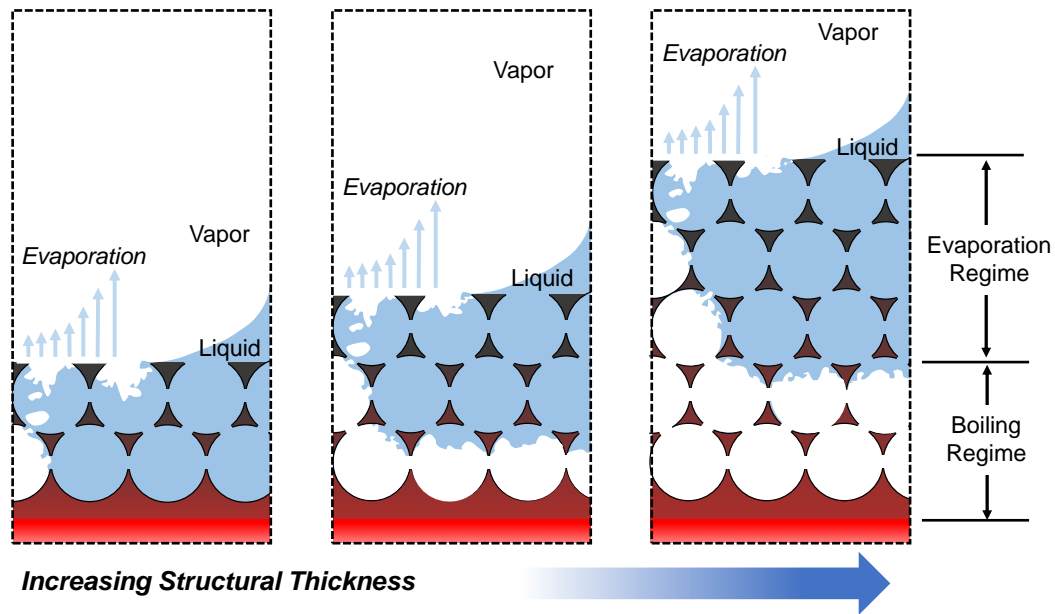 Evaporation
Vapor
Liquid
Evaporation
Vapor
Liquid
Evaporation
Vapor
Liquid
Evaporation
Regime
Boiling
Regime
Increasing Structural Thickness